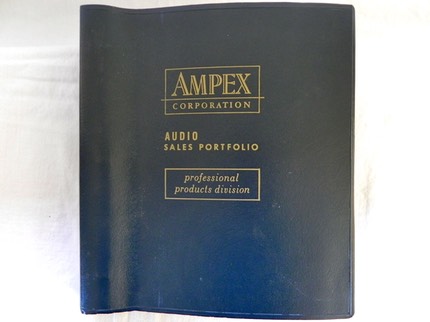 AMPEX
CORPORATION
AUDIO
SALES PORTFOLIO
professional
products division